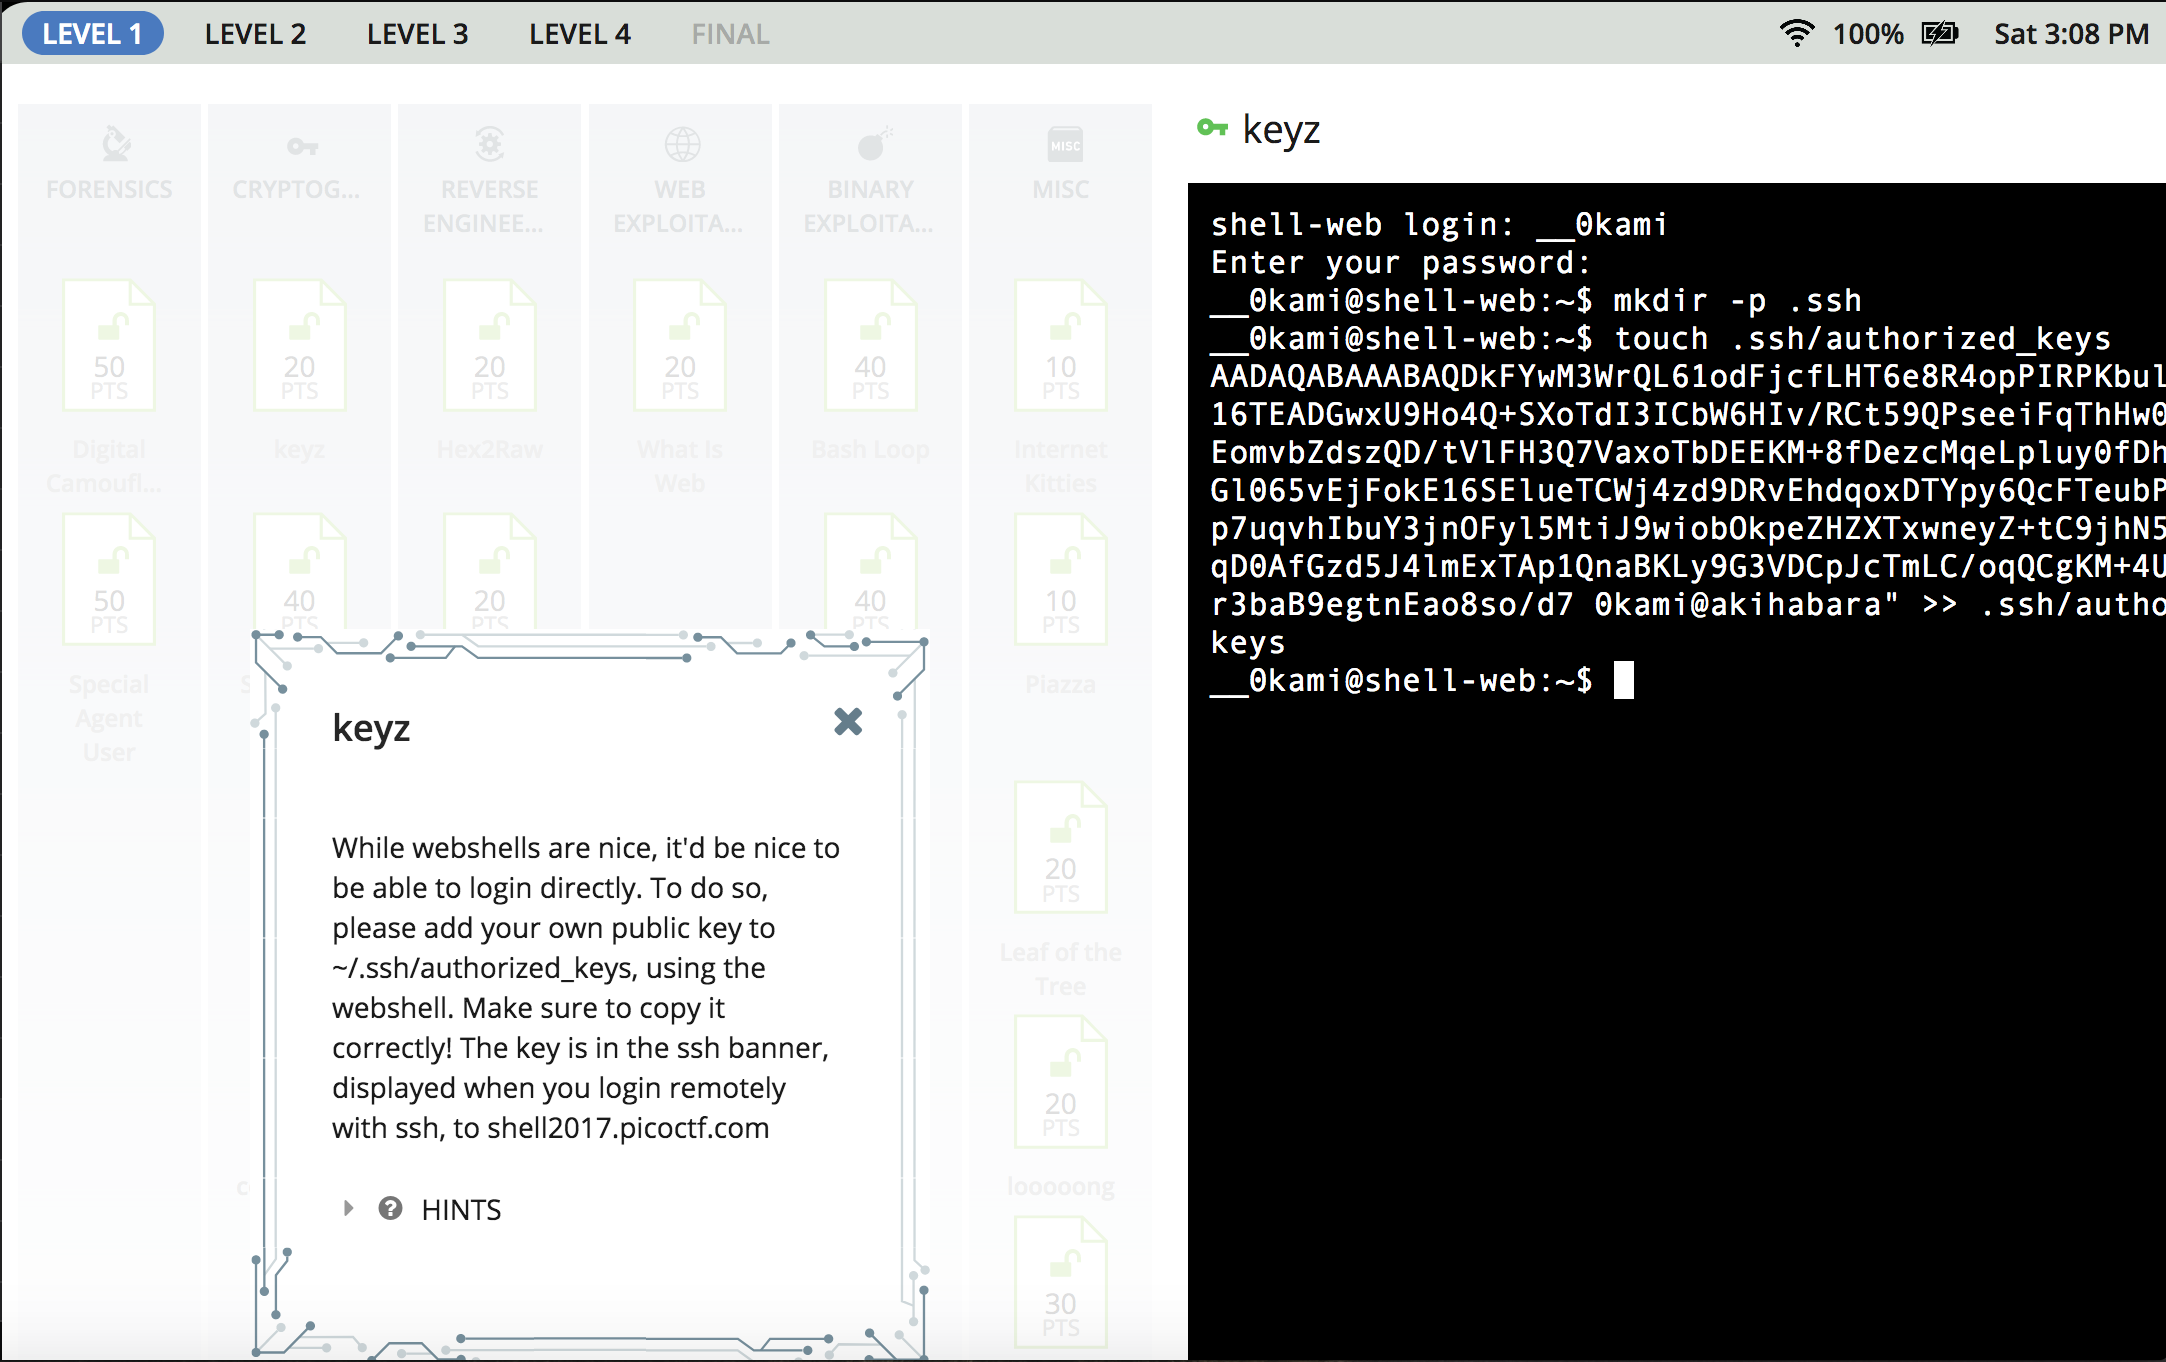 LEVEL 1 LEVEL 2 LEVEL 3 LEVEL 4 FINAL 100% Sat 3:08 PM
FORENSICS
CRYPTOG...
REVERSE
ENGINEE...
WEB
EXPLOITA...
BINARY
EXPLOITA...
MISC
MISC
50
PTS
Digital
Camoufl...
20
PTS
keyz
20
PTS
Hex2Raw
20
PTS
What Is
Web
40
PTS
Bash Loop
10
PTS
Internet
Kitties
50
PTS
Special
Agent
User
40
PTS
20
PTS
40
PTS
10
PTS
Piazza
20
PTS
Leaf of the
Tree
20
PTS
looooong
30
PTS
keyz
While webshells are nice, it'd be nice to
be able to login directly. To do so,
please add your own public key to
~/.ssh/authorized_keys, using the
webshell. Make sure to copy it
correctly! The key is in the ssh banner,
displayed when you login remotely
with ssh, to shell2017.picoctf.com
HINTS
keyz
shell-web login: __0kami
Enter your password:
__0kami@shell-web:~$ mkdir -p .ssh
__0kami@shell-web:~$ touch .ssh/authorized_keys
AADAQABAAABAQDkFYwM3WrQL61odFjcfLHT6e8R4opPIRPKbul
16TEADGwxU9Ho4Q+SXoTdI3ICbW6HIv/RCt59QPseeiFqThHw0
EomvbZdszQD/tVlFH3Q7VaxoTbDEEKM+8fDezcMqeLpluy0fDh
Gl065vEjFokE16SElueTCWj4zd9DRvEhdqoxDTYpy6QcFTeubP
p7uqvhIbuY3jnOFyl5MtiJ9wiobOkpeZHZXTxwneyZ+tC9jhN5
qD0AfGzd5J4lmExTAp1QnaBKLy9G3VDCpJcTmLC/oqQCgKM+4U
r3baB9egtnEao8so/d7 0kami@akihabara" >> .ssh/autho
keys
__0kami@shell-web:~$